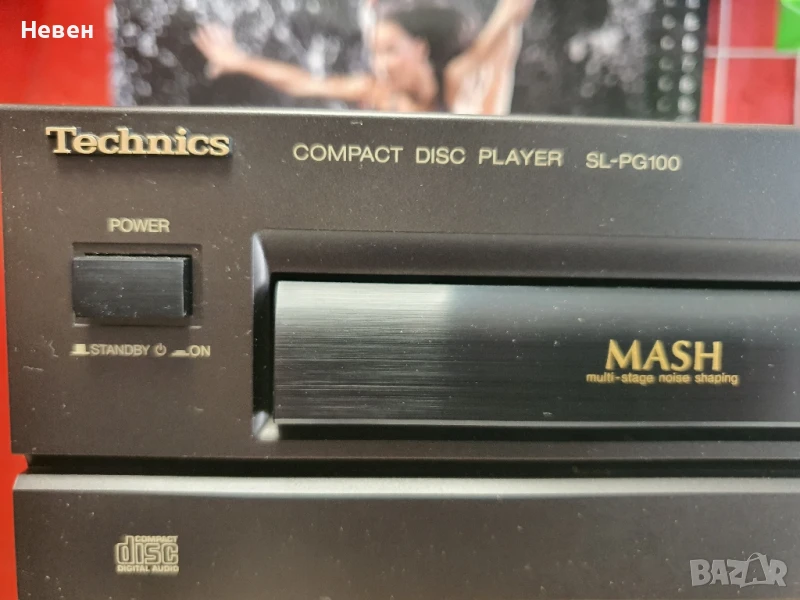 Невен
Technics
COMPACT DISC PLAYER SL-PG100
POWER
STANDBY ON
MASH
multi-stage noise shaping
COMPACT
disc
DIGITAL AUDIO
BAZAR